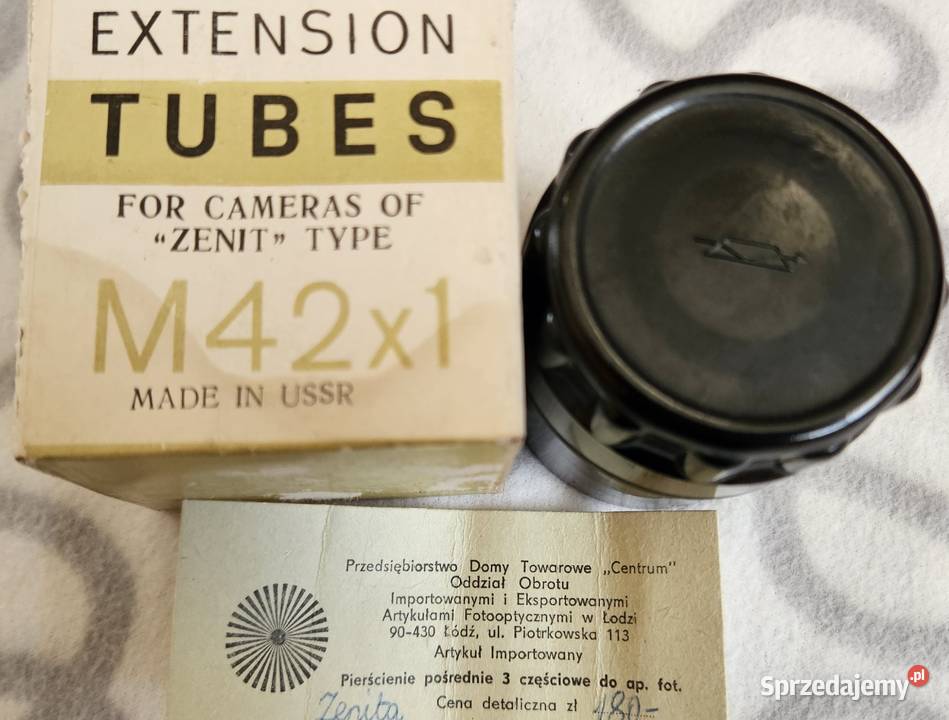 EXTENSION
TUBES
FOR CAMERAS OF
“ZENIT” TYPE
M42x1
MADE IN USSR
Przedsiębiorstwo Domy Towarowe „Centrum”
Oddział Obrotu
Importowanymi i Eksportowanymi
Artykułami Fotooptycznymi w Łodzi
90-430 Łódź, ul. Piotrkowska 113
Artykuł Importowany
Pierścienie pośrednie 3 częściowe do ap. fot.
Zenita Cena detaliczna zł 180-
Sprzedajemy.pl